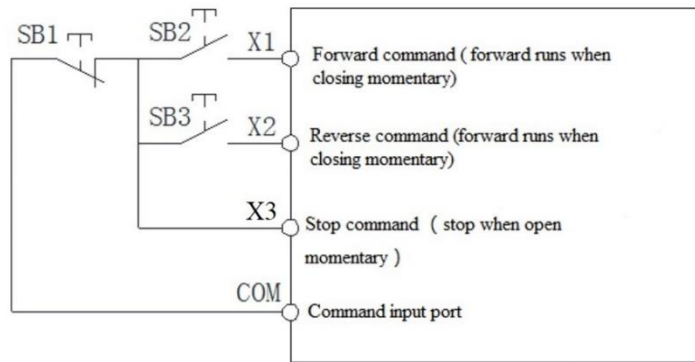 SB1
SB2
X1
Forward command ( forward runs when
closing momentary)
SB3
X2
Reverse command (forward runs when
closing momentary)
X3
Stop command ( stop when open
momentary )
COM
Command input port